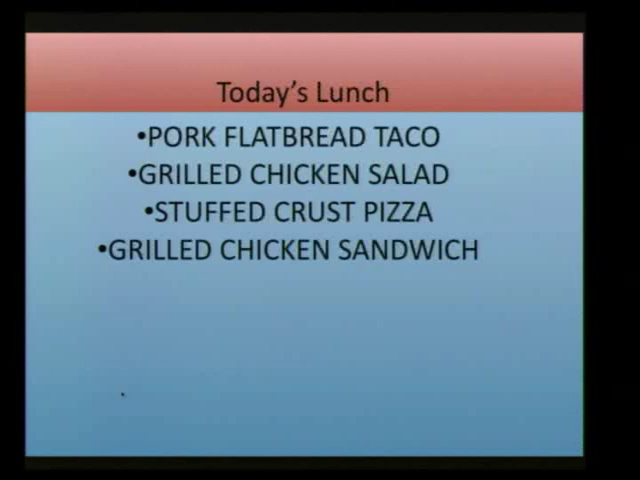 Today's Lunch
•PORK FLATBREAD TACO
•GRILLED CHICKEN SALAD
•STUFFED CRUST PIZZA
•GRILLED CHICKEN SANDWICH